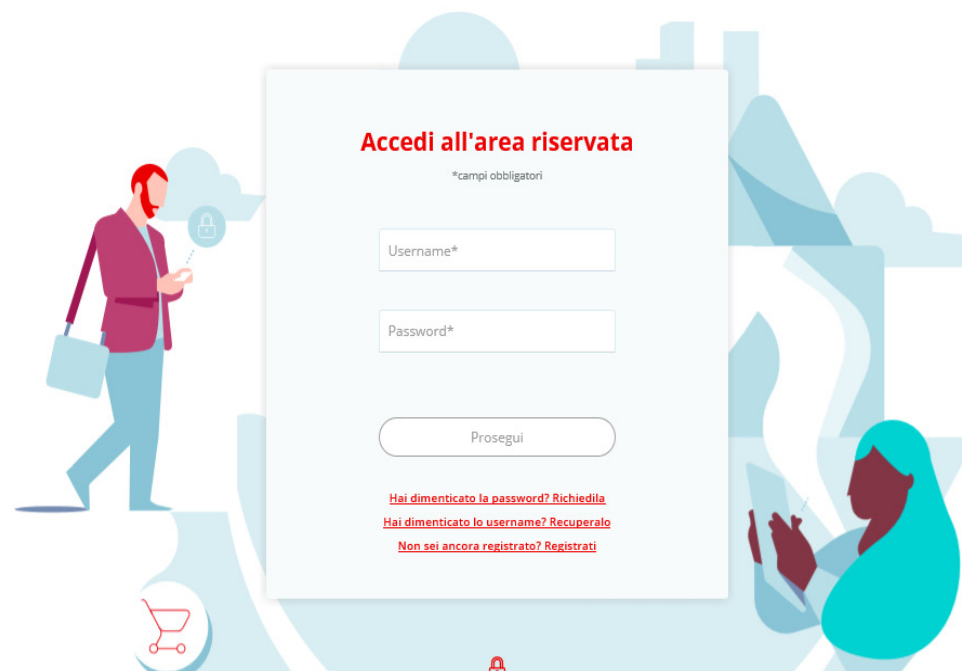 Accedi all'area riservata
*campi obbligatori
Username*
Password*
Prosegui
Hai dimenticato la password? Richiedila
Hai dimenticato lo username? Recuperalo
Non sei ancora registrato? Registrati